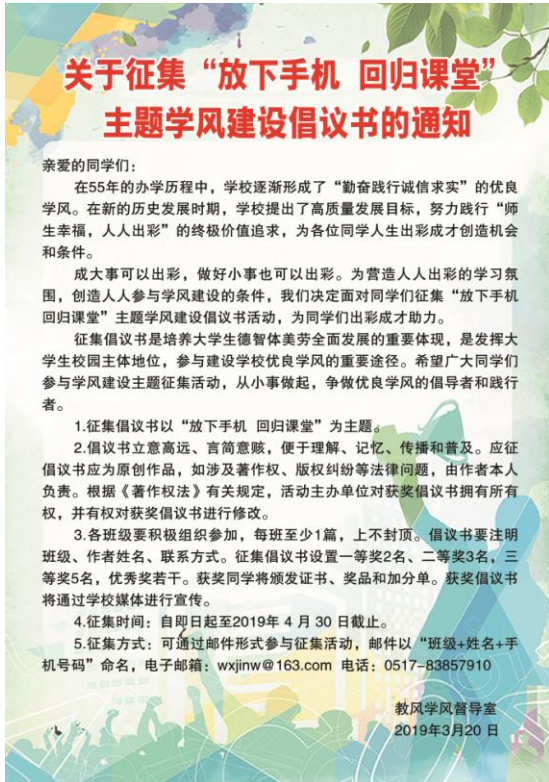 关于征集“放下手机 回归课堂”
主题学风建设倡议书的通知
亲爱的同学们：
在55年的办学历程中，学校逐渐形成了“勤奋践行诚信求实”的优良
学风。在新的历史发展时期，学校提出了高质量发展目标，努力践行“师
生幸福，人人出彩”的终极价值追求，为各位同学人生出彩成才创造机会
和条件。
成大事可以出彩，做好小事也可以出彩。为营造人人出彩的学习氛
围，创造人人参与学风建设的条件，我们决定面对同学们征集“放下手机
回归课堂”主题学风建设倡议书活动，为同学们出彩成才助力。
征集倡议书是培养大学生德智体美劳全面发展的重要体现，是发挥大
学生校园主体地位，参与建设学校优良学风的重要途径。希望广大同学们
参与学风建设主题征集活动，从小事做起，争做优良学风的倡导者和践行
者。
1.征集倡议书以“放下手机 回归课堂”为主题。
2.倡议书立意高远、言简意赅，便于理解、记忆、传播和普及。应征
倡议书应为原创作品，如涉及著作权、版权纠纷等法律问题，由作者本人
负责。根据《著作权法》有关规定，活动主办单位对获奖倡议书拥有所有
权，并有权对获奖倡议书进行修改。
3.各班级要积极组织参加，每班至少1篇，上不封顶。倡议书要注明
班级、作者姓名、联系方式。征集倡议书设置一等奖2名、二等奖3名，三
等奖5名，优秀奖若干。获奖同学将颁发证书、奖品和加分单。获奖倡议书
将通过学校媒体进行宣传。
4.征集时间：自即日起至2019年 4 月 30 日截止。
5.征集方式：可通过邮件形式参与征集活动，邮件以“班级+姓名+手
机号码”命名，电子邮箱：wxjinw@163.com 电话：0517-83857910
教风学风督导室
2019年3月20 日